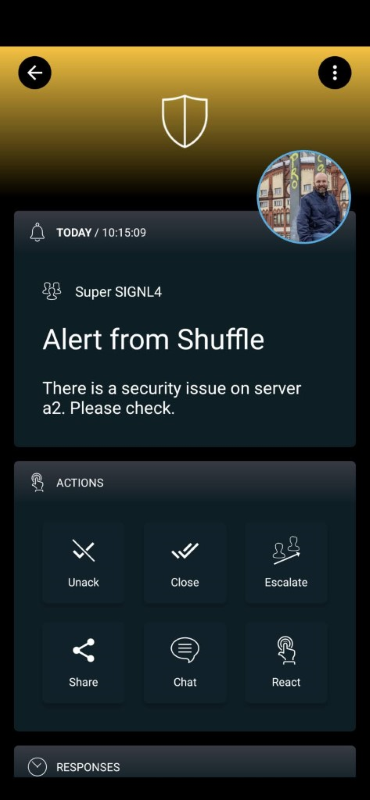 TODAY / 10:15:09
Super SIGNL4
Alert from Shuffle
There is a security issue on server
a2. Please check.
ACTIONS
Unack
Close
Escalate
Share
Chat
React
RESPONSES